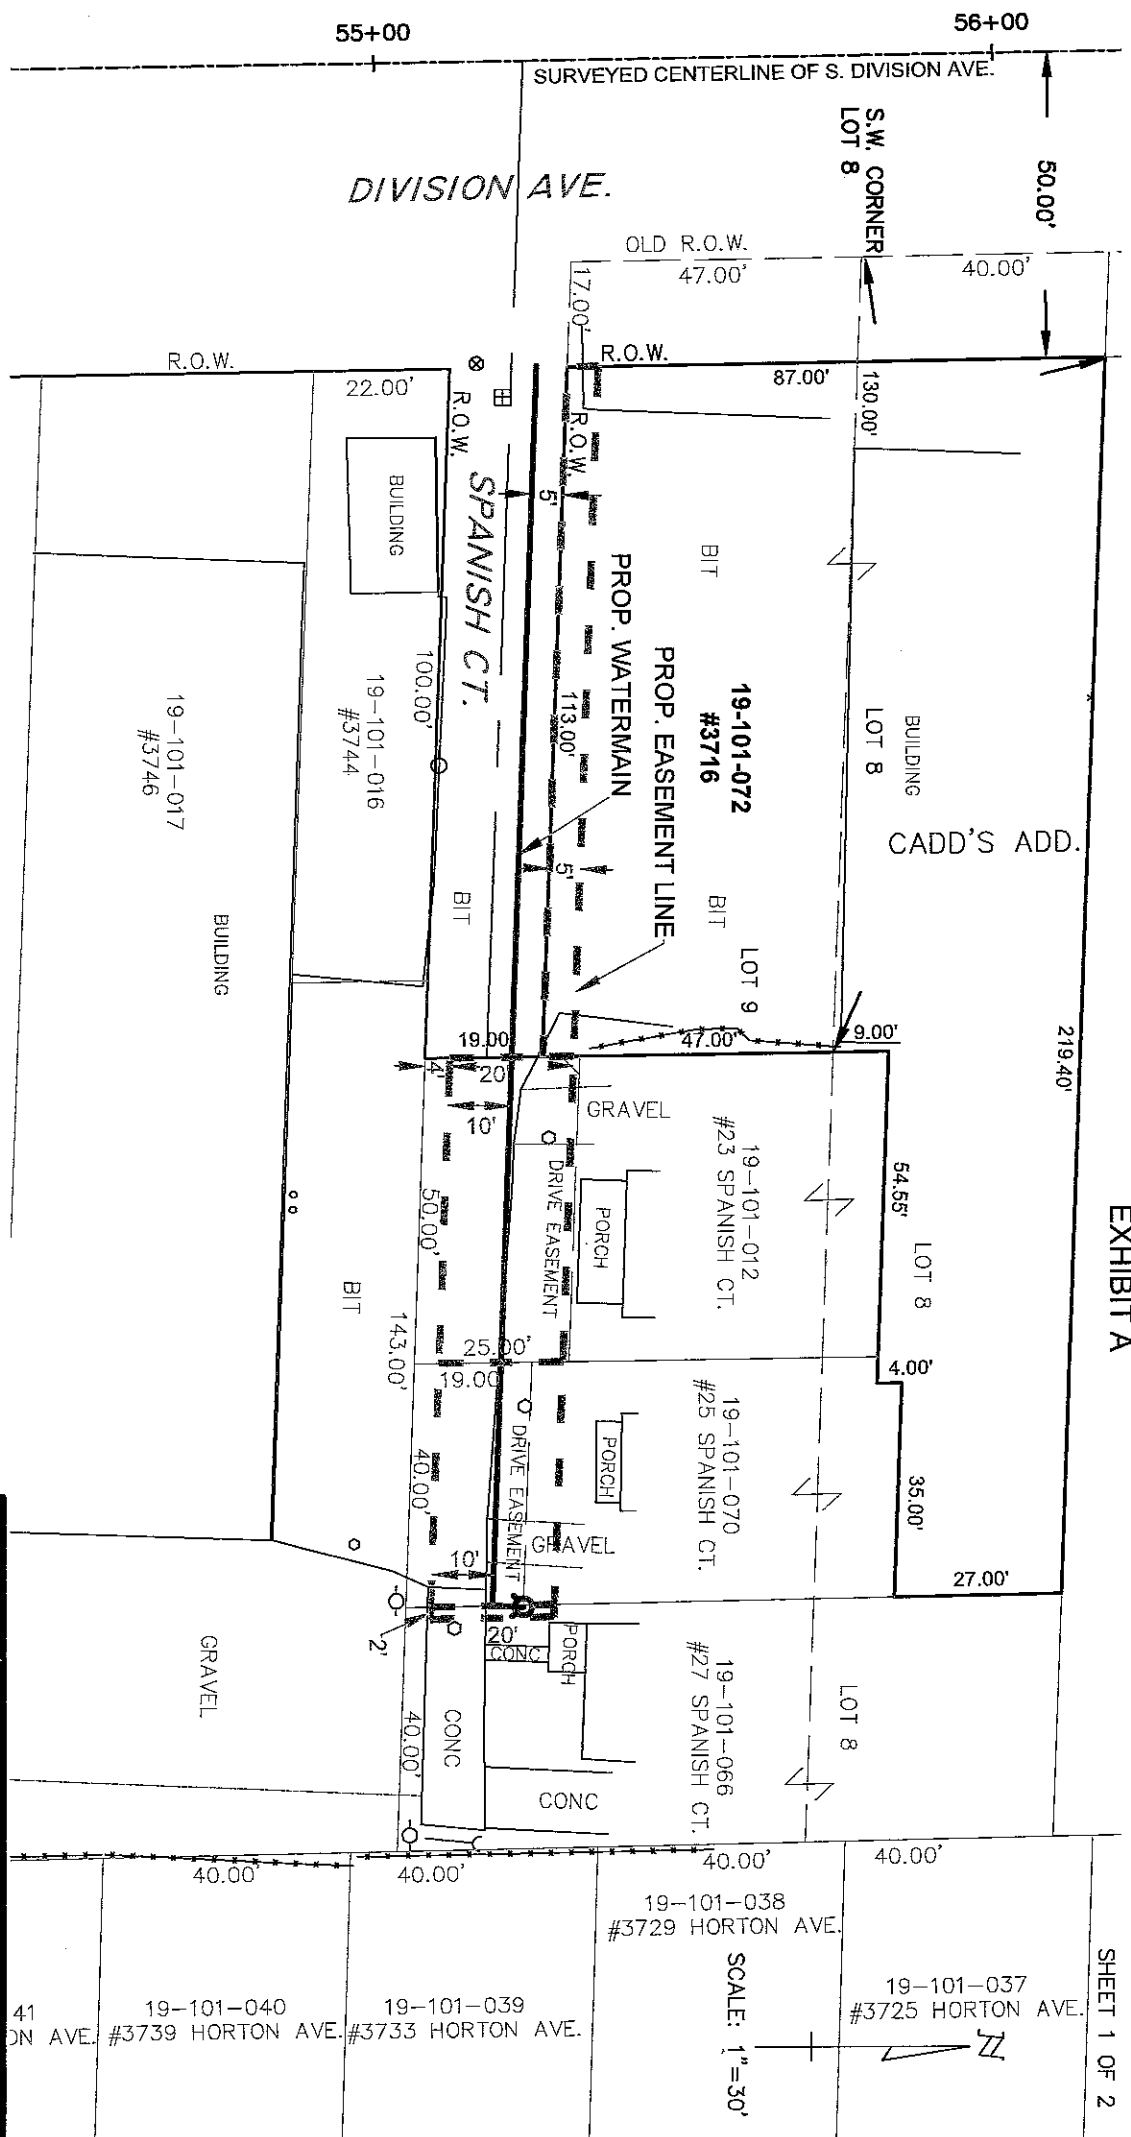 55+00
56+00
SURVEYED CENTERLINE OF S. DIVISION AVE.
50.00'
S.W. CORNER
LOT 8
DIVISION AVE.
OLD R.O.W.
47.00'
40.00'
17.00'
R.O.W.
R.O.W.
87.00'
130.00'
22.00'
R.O.W.
R.O.W.
BUILDING
SPANISH CT.
5'
BIT
PROP. WATERMAIN
PROP. EASEMENT LINE
19-101-072
#3716
113.00'
100.00'
19-101-016
#3744
19-101-017
#3746
LOT 8
BUILDING
CADD'S ADD.
5'
BIT
BIT
LOT 9
BUILDING
19.00
47.00'
9.00'
219.40'
4'
20'
10'
GRAVEL
19-101-012
#23 SPANISH CT.
54.55'
EXHIBIT A
DRIVE EASEMENT
PORCH
50.00'
LOT 8
BIT
143.00'
25.00'
19.00
4.00'
19-101-070
#25 SPANISH CT.
DRIVE EASEMENT
PORCH
40.00'
35.00'
GRAVEL
10'
27.00'
2'
20'
CONC
PORCH
GRAVEL
19-101-066
#27 SPANISH CT.
LOT 8
CONC
40.00'
CONC
40.00'
40.00'
40.00'
40.00'
19-101-038
#3729 HORTON AVE.
19-101-037
#3725 HORTON AVE.
41
ON AVE.
19-101-040
#3739 HORTON AVE.
19-101-039
#3733 HORTON AVE.
SCALE: 1"=30'
N
SHEET 1 OF 2